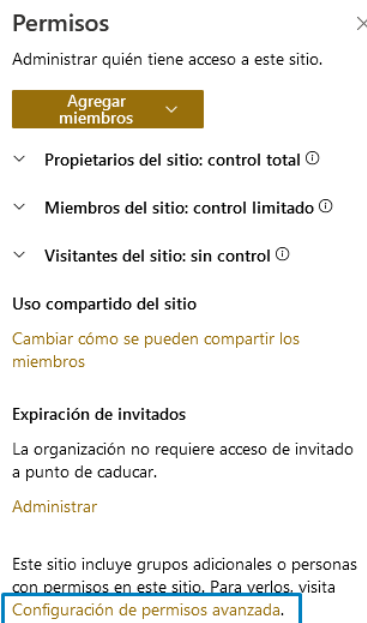 Permisos
Administrar quién tiene acceso a este sitio.
Agregar
miembros
Propietarios del sitio: control total
Miembros del sitio: control limitado
Visitantes del sitio: sin control
Uso compartido del sitio
Cambiar cómo se pueden compartir los
miembros
Expiración de invitados
La organización no requiere acceso de invitado
a punto de caducar.
Administrar
Este sitio incluye grupos adicionales o personas
con permisos en este sitio. Para verlos, visita
Configuración de permisos avanzada.